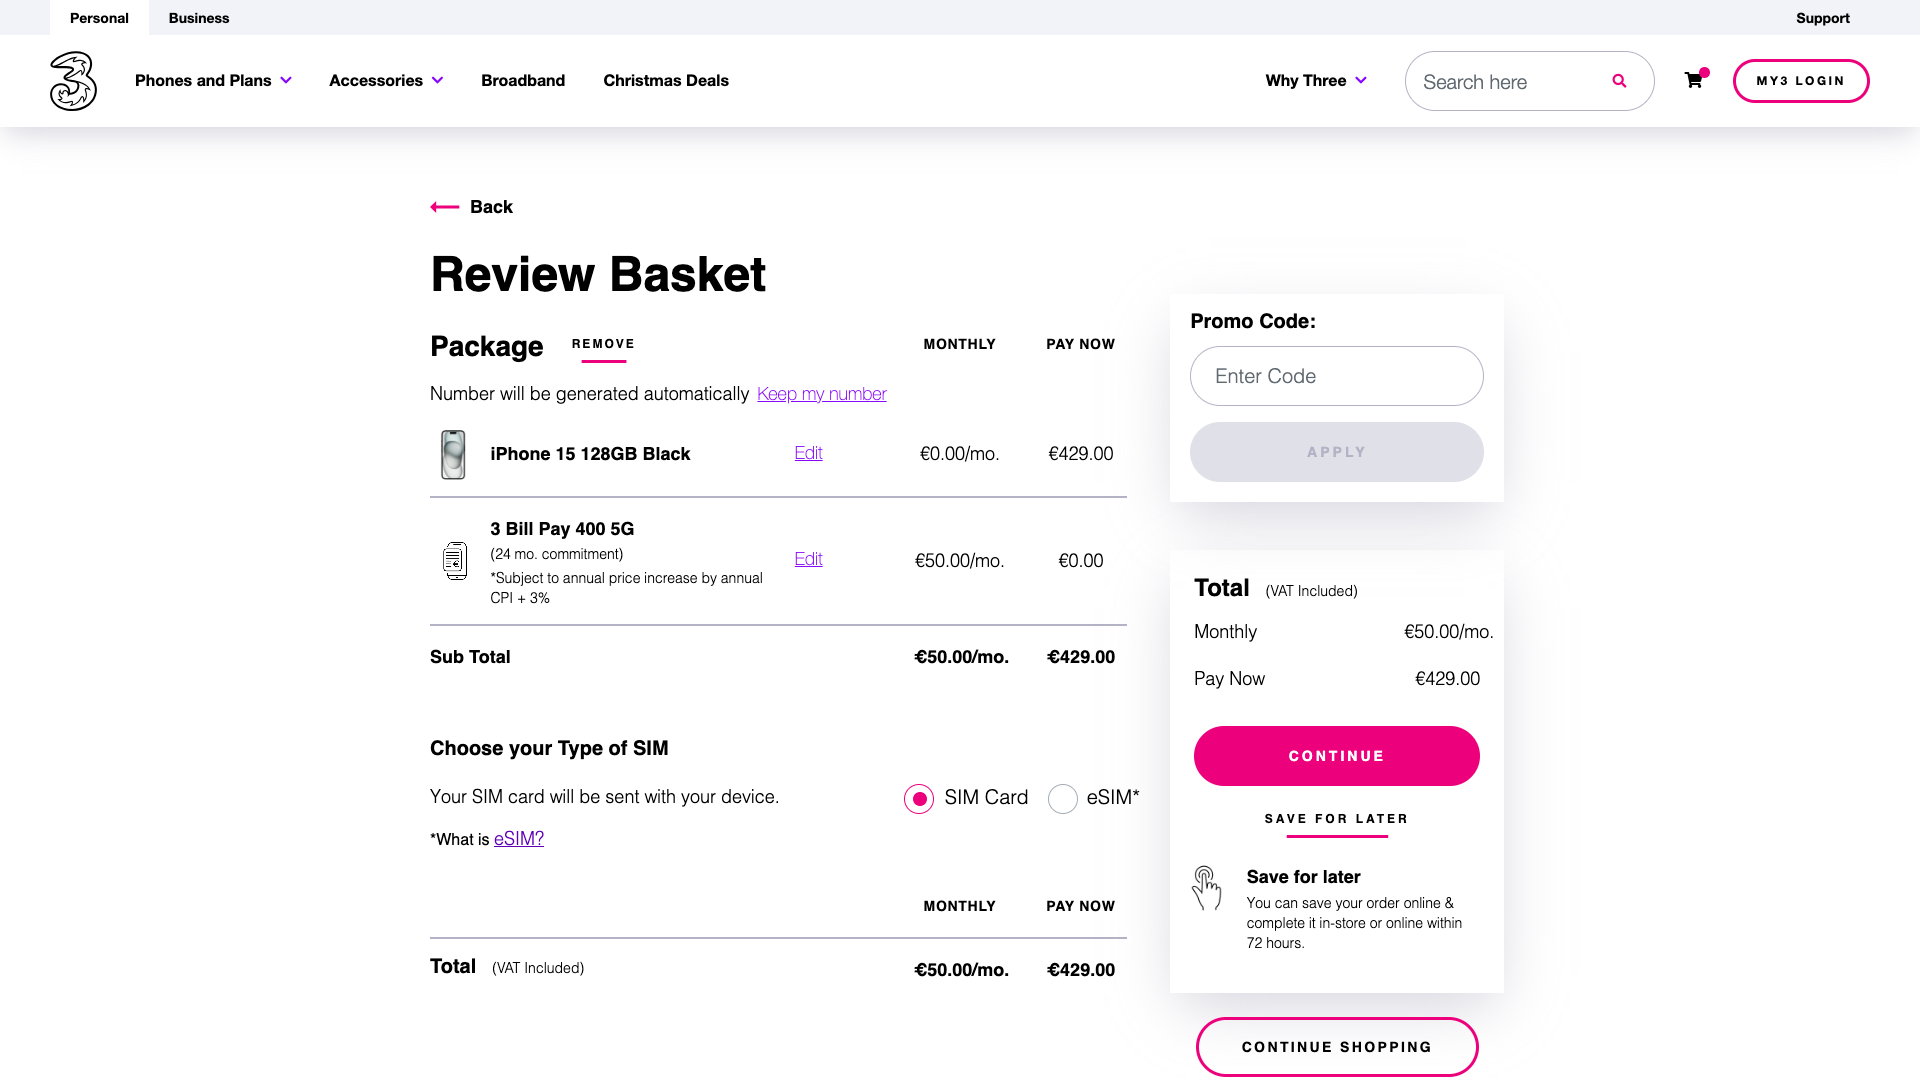 Personal
Business
Support
Phones and Plans
Accessories
Broadband
Christmas Deals
Why Three
Search here
MY3 LOGIN
Back
Review Basket
Package
REMOVE
MONTHLY
PAY NOW
Number will be generated automatically Keep my number
iPhone 15 128GB Black
Edit
€0.00/mo.
€429.00
3 Bill Pay 400 5G
(24 mo. commitment)
*Subject to annual price increase by annual
CPI + 3%
Edit
€50.00/mo.
€0.00
Sub Total
€50.00/mo.
€429.00
Choose your Type of SIM
Your SIM card will be sent with your device.
SIM Card
eSIM*
*What is eSIM?
MONTHLY
PAY NOW
Total (VAT Included)
€50.00/mo.
€429.00
Promo Code:
Enter Code
APPLY
Total (VAT Included)
Monthly
€50.00/mo.
Pay Now
€429.00
CONTINUE
SAVE FOR LATER
Save for later
You can save your order online &
complete it in-store or online within
72 hours.
CONTINUE SHOPPING